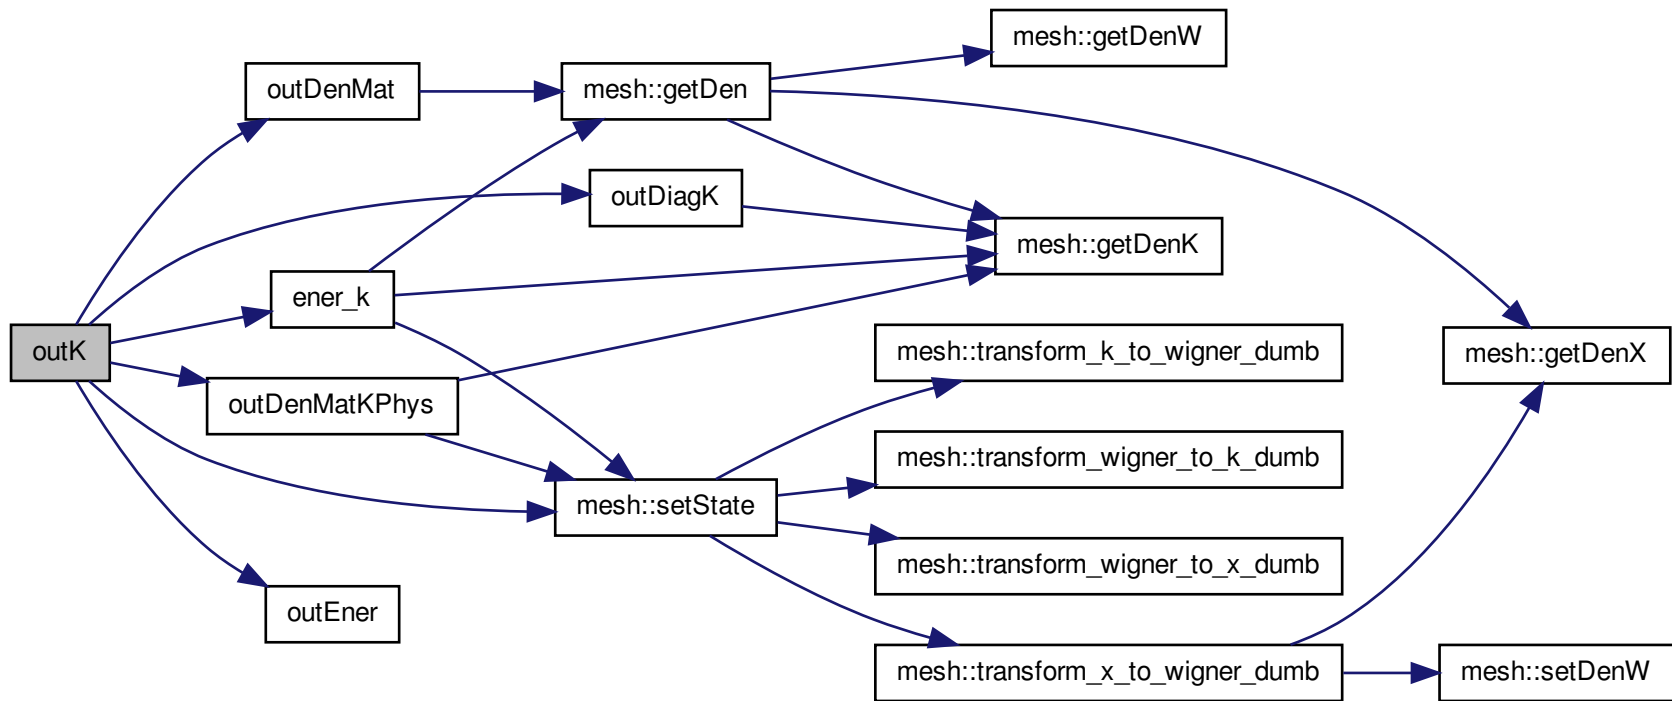 mesh::getDenW
outDenMat
mesh::getDen
outDiagK
mesh::getDenK
ener_k
outK
mesh::transform_k_to_wigner_dumb
mesh::getDenX
outDenMatKPhys
mesh::transform_wigner_to_k_dumb
mesh::setState
mesh::transform_wigner_to_x_dumb
outEner
mesh::transform_x_to_wigner_dumb
mesh::setDenW